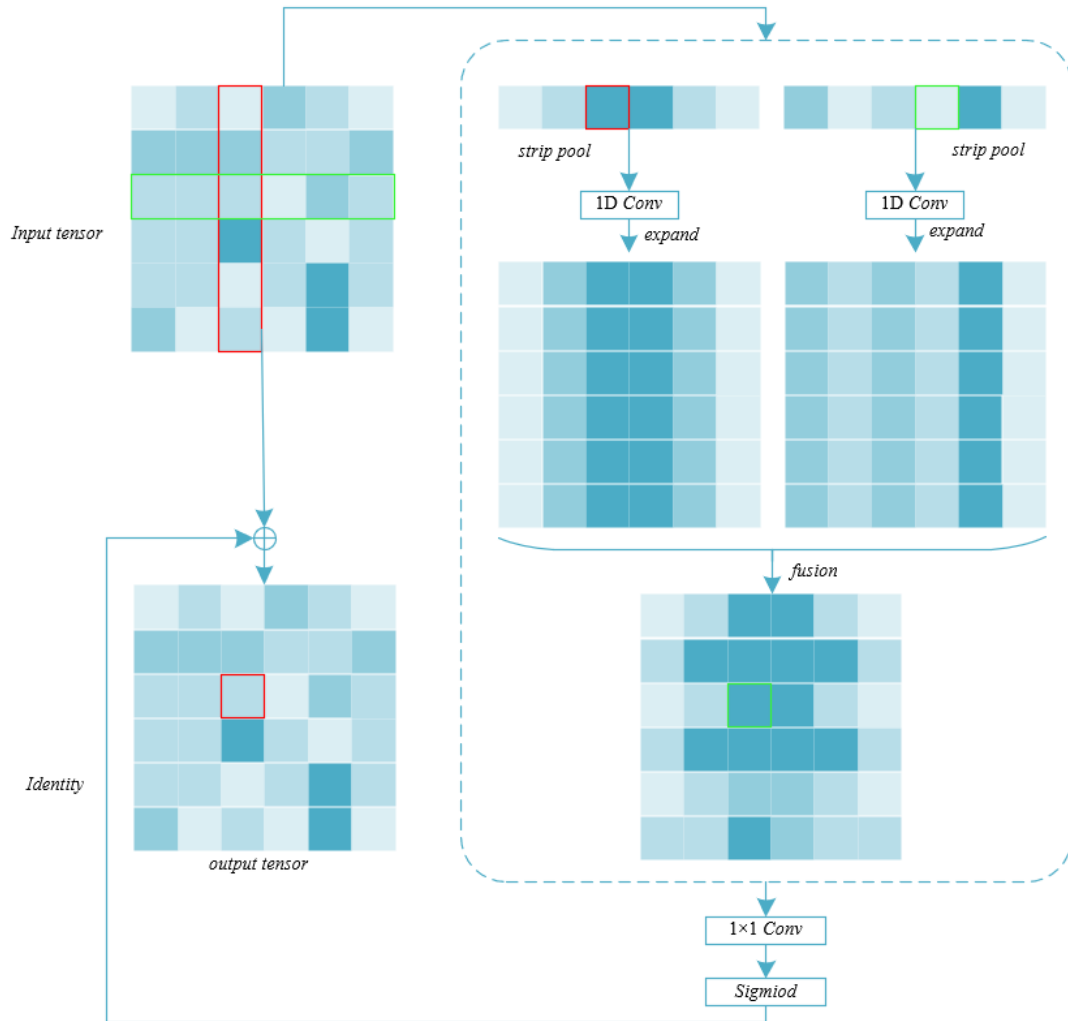 strip pool
strip pool
1D Conv
1D Conv
Input tensor
expand
expand
fusion
Identity
output tensor
1×1 Conv
Sigmiod